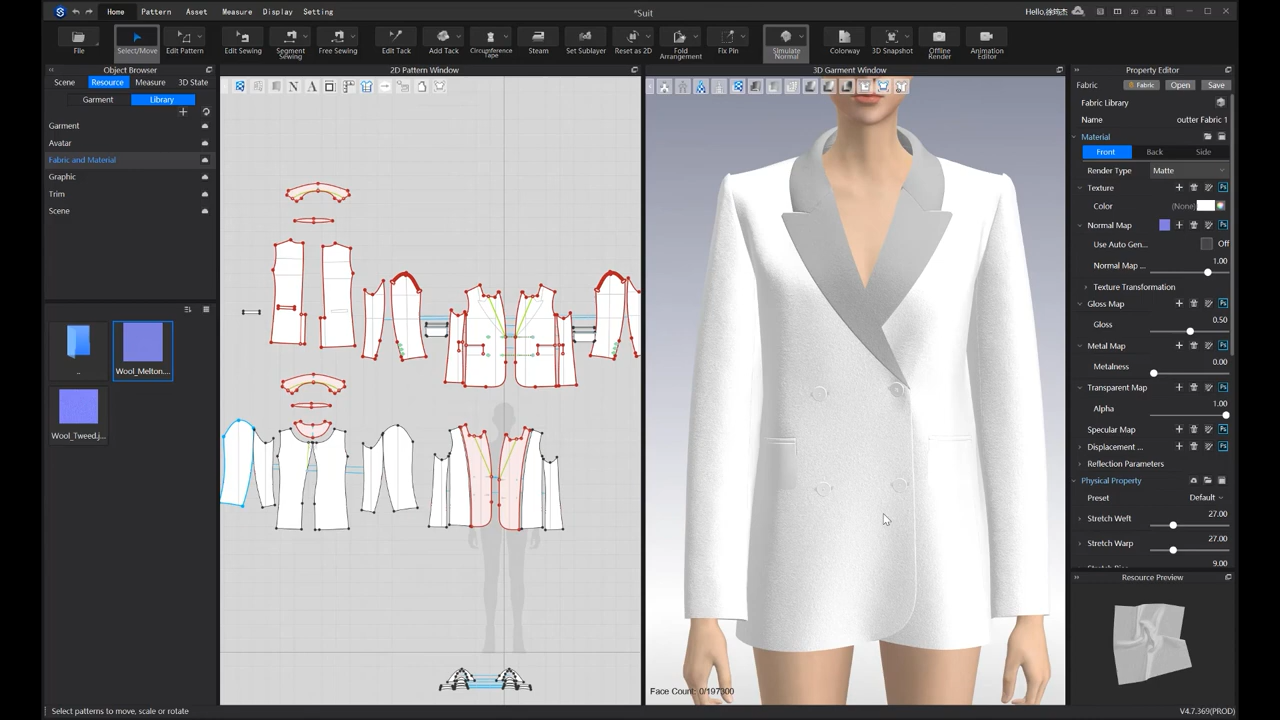 Home Pattern Asset Measure Display Setting
*Suit
Hello,徐筠杰
File
Select/Move
Edit Pattern
Edit Sewing
Segment Sewing
Free Sewing
Edit Tack
Add Tack
Circumference Tape
Steam
Set Sublayer
Reset as 2D
Fold Arrangement
Fix Pin
Simulate Normal
Colorway
3D Snapshot
Offline Render
Animation Editor
Object Browser
Scene Resource Measure 3D State
Garment Library
Garment
Avatar
Fabric and Material
Graphic
Trim
Scene
..
Wool_Melton....
Wool_Tweed.j...
2D Pattern Window
3D Garment Window
Face Count: 0/197300
Property Editor
Fabric Fabric Open Save
Fabric Library
Name outter Fabric 1
Material
Front Back Side
Render Type Matte
Texture Ps
Color (None)
Normal Map Ps
Use Auto Gen... Off
Normal Map ... 1.00
Texture Transformation
Gloss Map Ps
Gloss 0.50
Metal Map Ps
Metalness 0.00
Transparent Map Ps
Alpha 1.00
Specular Map Ps
Displacement ... Ps
Reflection Parameters
Physical Property
Preset Default
Stretch Weft 27.00
Stretch Warp 27.00
9.00
Resource Preview
Select patterns to move, scale or rotate
V4.7.369(PROD)